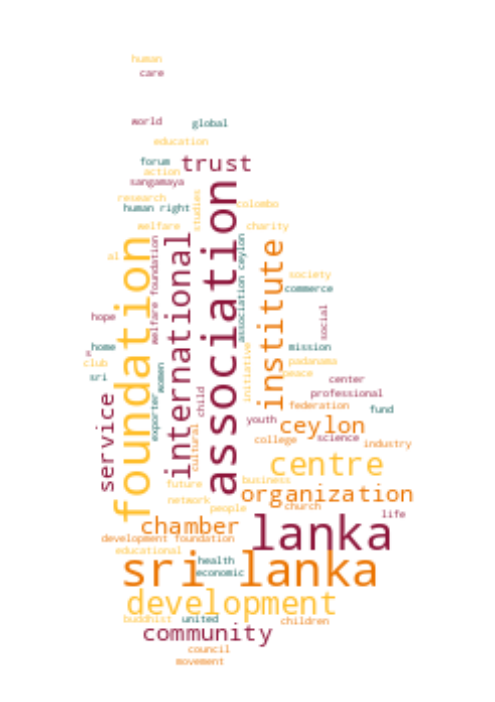 human
care
world
global
education
forum
trust
action
sangamaya
research
studies
human right
colombo
welfare
charity
association
foundation
international
institute
welfare foundation
association ceylon
al
society
commerce
hope
social
home
mission
s
club
padanama
peace
sri
women
initiative
center
professional
child
service
exporter
federation
fund
youth
ceylon
cultural
college
science
industry
centre
future
business
organization
network
people
church
life
chamber
lanka
development foundation
educational
health
economic
sri lanka
development
buddhist
united
children
community
council
movement